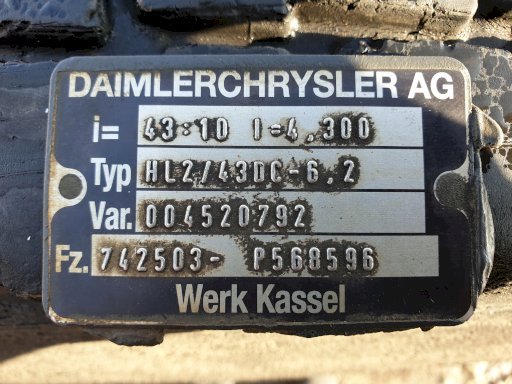 DAIMLERCHRYSLER AG
i= 43:10 I=4,300
Typ HL2/43DC-6,2
Var. 004520792
Fz. 742503- P568596
Werk Kassel